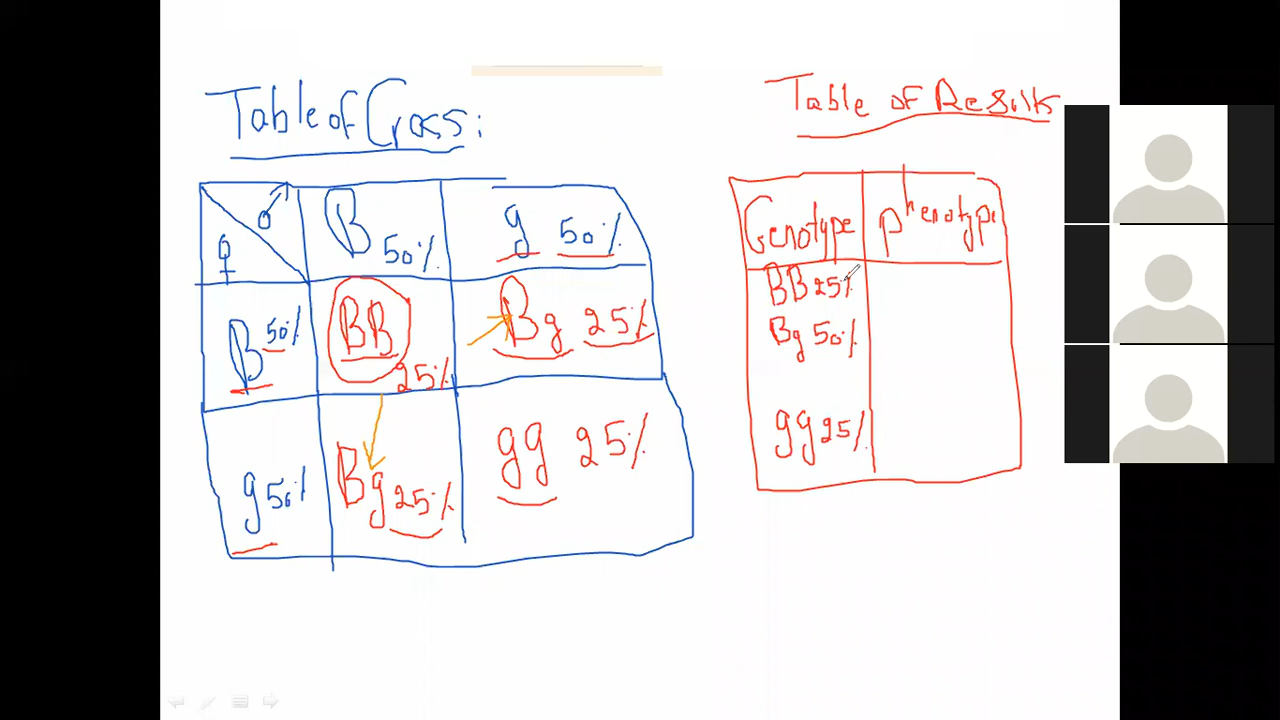 Table of Cross:
B 50%
g 50%
B 50%
BB
25%
Bg 25%
g 50%
Bg 25%
gg 25%
Table of Results
Genotype
phenotype
BB 25%
Bg 50%
gg 25%